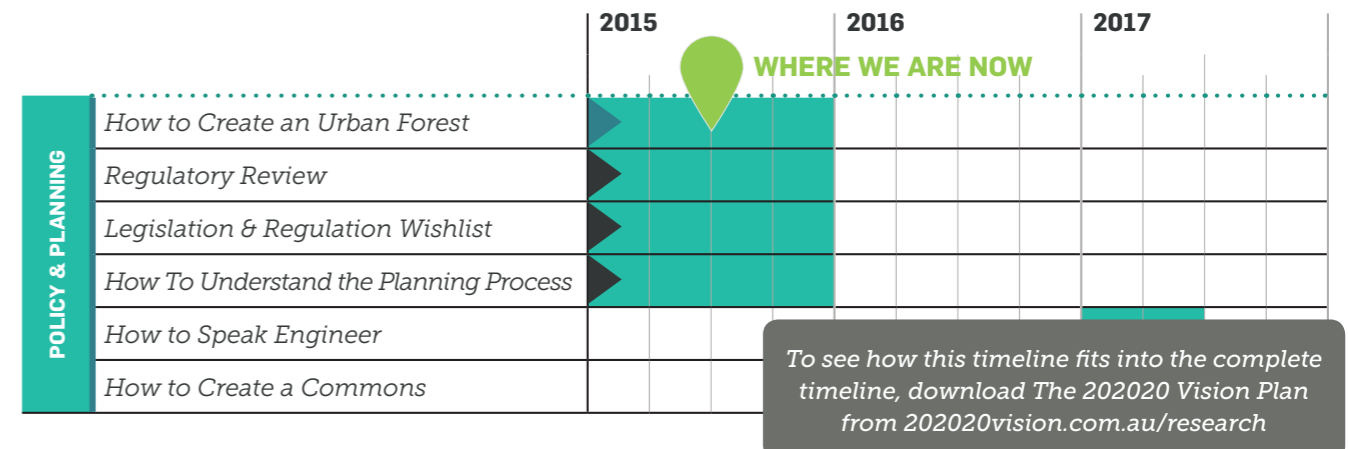 2015 2016 2017
WHERE WE ARE NOW
POLICY & PLANNING
How to Create an Urban Forest
Regulatory Review
Legislation & Regulation Wishlist
How To Understand the Planning Process
How to Speak Engineer
How to Create a Commons
To see how this timeline fits into the complete
timeline, download The 202020 Vision Plan
from 202020vision.com.au/research